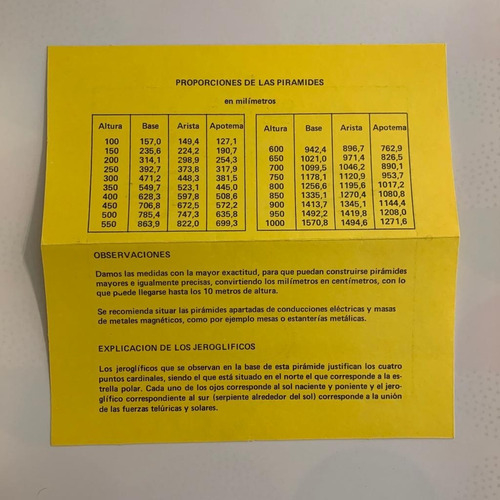 PROPORCIONES DE LAS PIRAMIDES
en milímetros
Altura Base Arista Apotema
100 157,0 149,4 127,1
150 235,6 224,2 190,7
200 314,1 298,9 254,3
250 392,7 373,8 317,9
300 471,2 448,3 381,5
350 549,7 523,1 445,0
400 628,3 597,8 508,6
450 706,8 672,5 572,2
500 785,4 747,3 635,8
550 863,9 822,0 699,3
Altura Base Arista Apotema
600 942,4 896,7 762,9
650 1021,0 971,4 826,5
700 1099,5 1046,2 890,1
750 1178,1 1120,9 953,7
800 1256,6 1195,6 1017,2
850 1335,1 1270,4 1080,8
900 1413,7 1345,1 1144,4
950 1492,2 1419,8 1208,0
1000 1570,8 1494,6 1271,6
OBSERVACIONES
Damos las medidas con la mayor exactitud, para que puedan construirse pirámides
mayores e igualmente precisas, convirtiendo los milímetros en centímetros, con lo
que puede llegarse hasta los 10 metros de altura.
Se recomienda situar las pirámides apartadas de conducciones eléctricas y masas
de metales magnéticos, como por ejemplo mesas o estanterías metálicas.
EXPLICACION DE LOS JEROGLIFICOS
Los jeroglíficos que se observan en la base de esta pirámide justifican los cuatro
puntos cardinales, siendo el que está situado en el norte el que corresponde a la es-
trella polar. Cada uno de los ojos corresponde al sol naciente y poniente y el jero-
glífico correspondiente al sur (serpiente alrededor del sol) corresponde a la unión
de las fuerzas telúricas y solares.